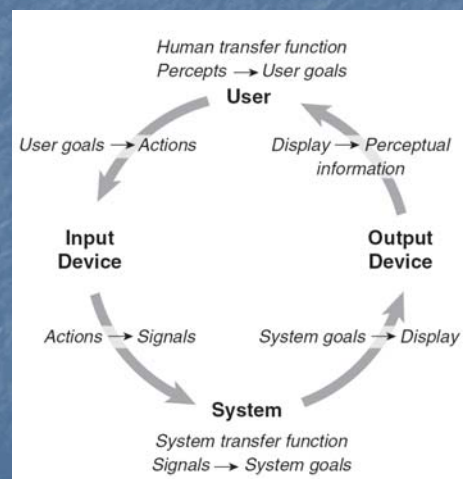 Human transfer function
Percepts → User goals
User
User goals → Actions
Display → Perceptual
information
Input
Device
Output
Device
Actions → Signals
System goals → Display
System
System transfer function
Signals → System goals